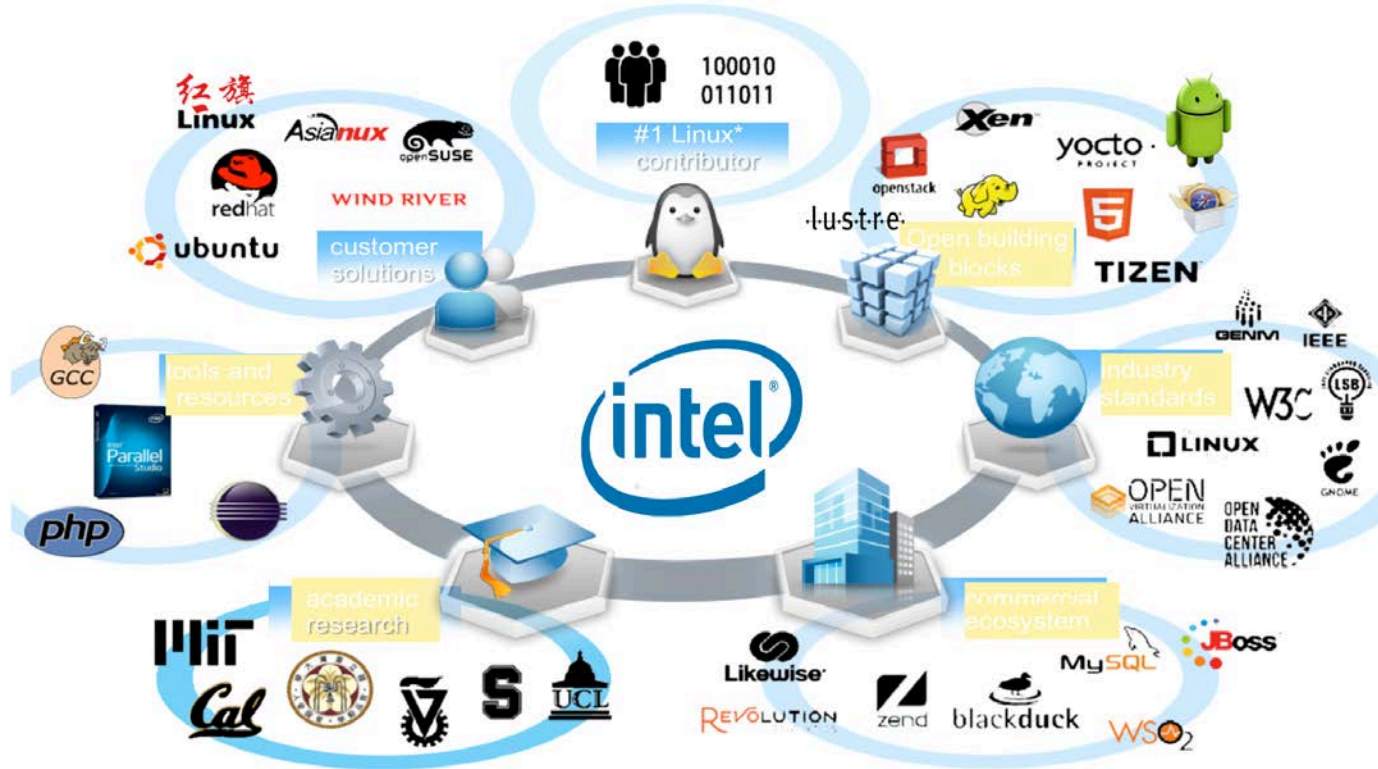 100010
011011
#1 Linux*
contributor
红旗
Linux
Asianux
openSUSE
redhat
WIND RIVER
ubuntu
customer
solutions
Xen
yocto
PROJECT
openstack
·l·u·s·t·r·e·
5
Open building
blocks
TIZEN
GENIVI
IEEE
LSB
W3C
LINUX
GNOME
OPEN
VIRTUALIZATION
ALLIANCE
OPEN
DATA
CENTER
ALLIANCE
industry
standards
GCC
tools and
resources
intel
Parallel
Studio
php
intel®
academic
research
MIT
Cal
S
UCL
commercial
ecosystem
Likewise
MySQL
JBoss
REVOLUTION
zend
blackduck
WSO2